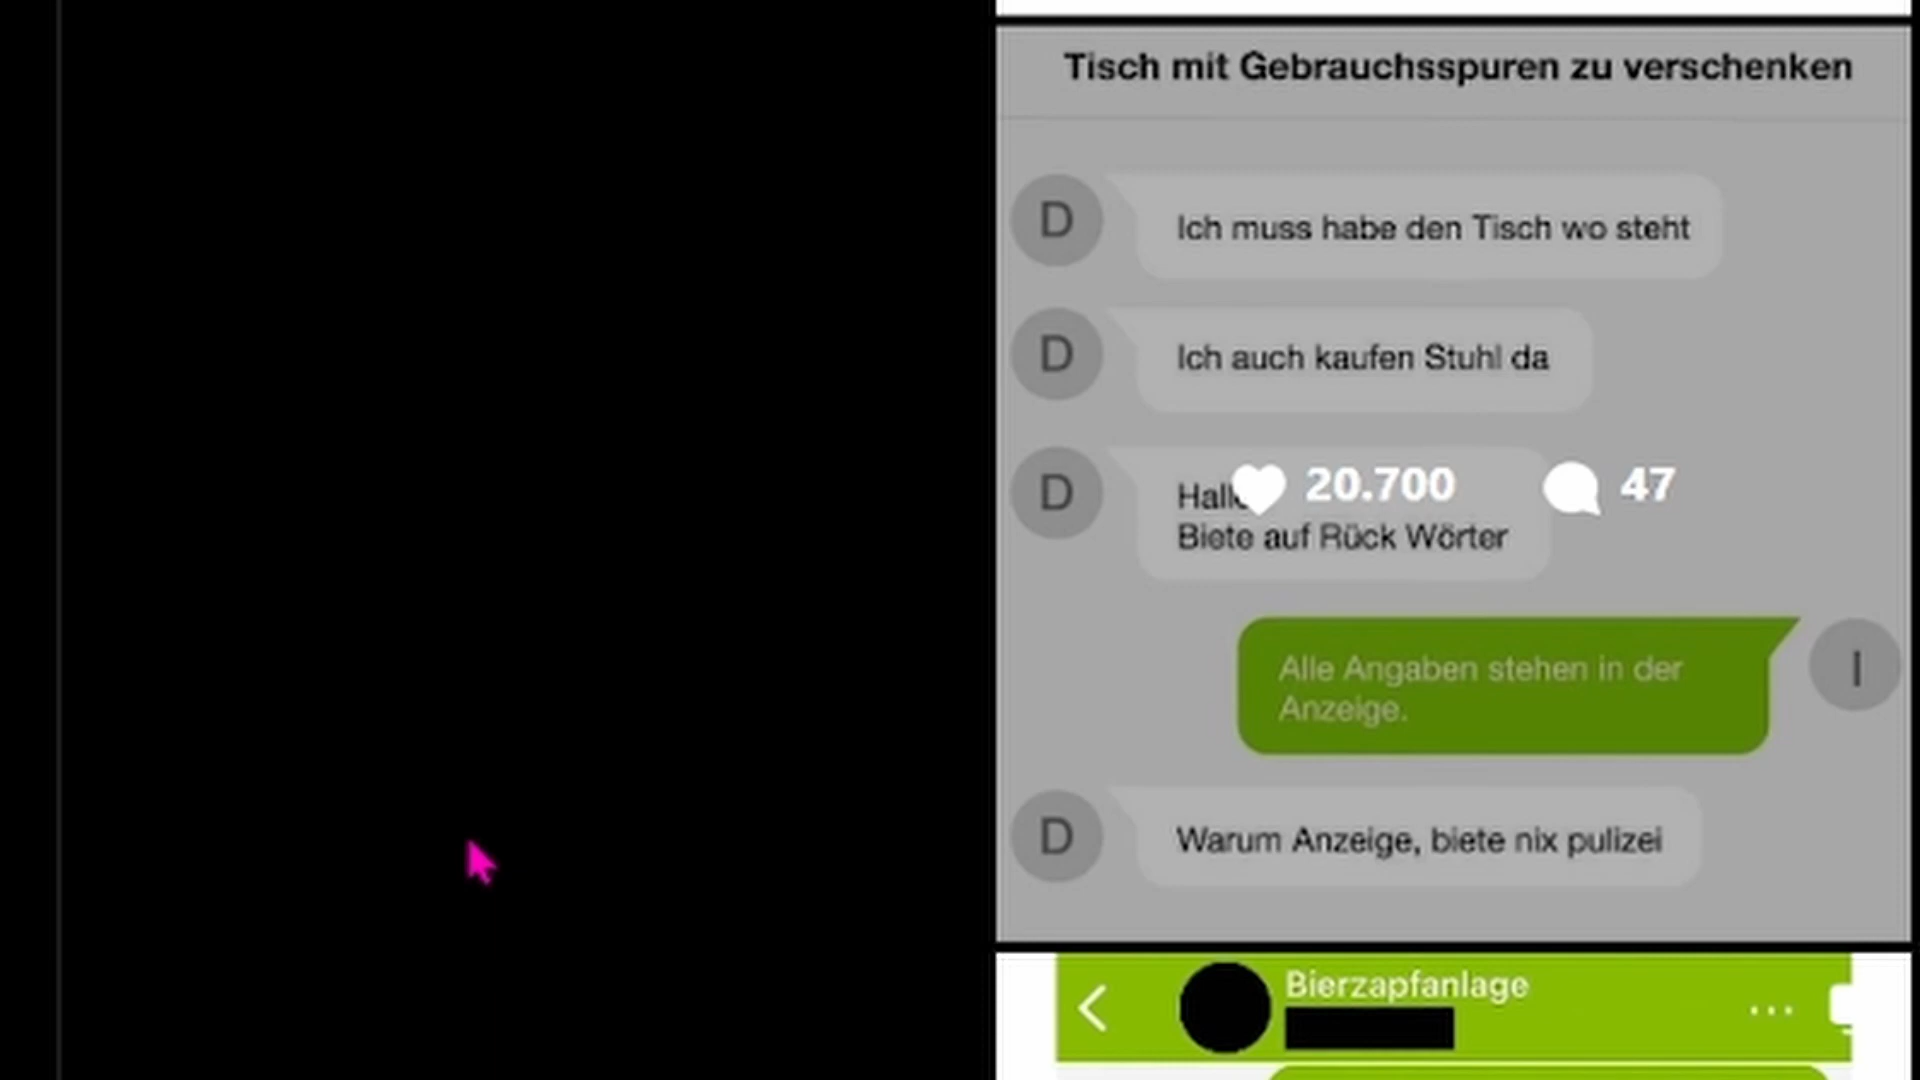 Tisch mit Gebrauchsspuren zu verschenken
D
Ich muss habe den Tisch wo steht
D
Ich auch kaufen Stuhl da
D
20.700
47
Biete auf Rück Wörter
Alle Angaben stehen in der
Anzeige.
I
D
Warum Anzeige, biete nix pulizei
Bierzapfanlage